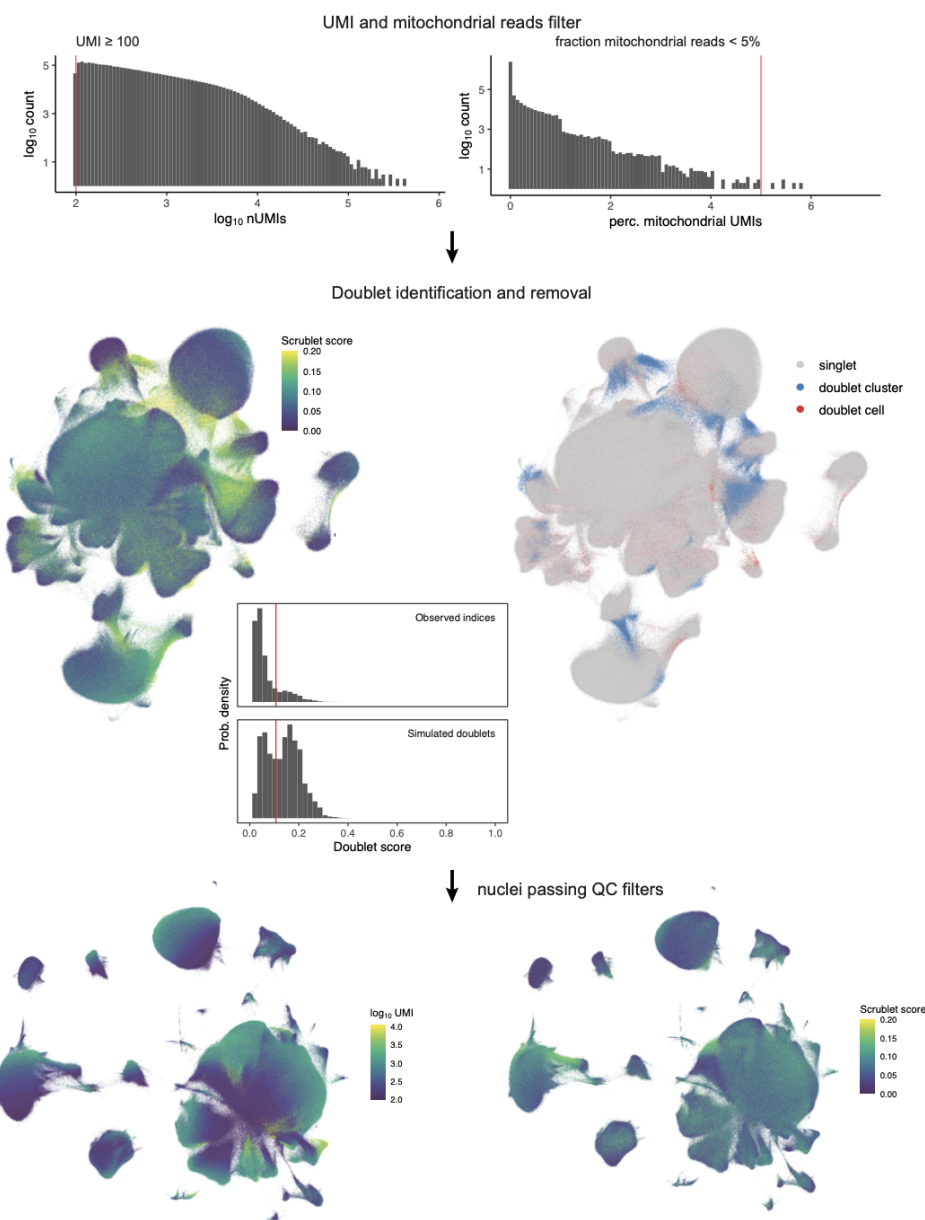 UMI and mitochondrial reads filter
UMI ≥ 100
fraction mitochondrial reads < 5%
log₁₀ count
5
3
1
2 3 4 5 6
log₁₀ nUMIs
log₁₀ count
5
3
1
0 2 4 6
perc. mitochondrial UMIs
Doublet identification and removal
Scrublet score
0.20
0.15
0.10
0.05
0.00
singlet
doublet cluster
doublet cell
Prob. density
Observed indices
Simulated doublets
0.0 0.2 0.4 0.6 0.8 1.0
Doublet score
nuclei passing QC filters
log₁₀ UMI
4.0
3.5
3.0
2.5
2.0
Scrublet score
0.20
0.15
0.10
0.05
0.00